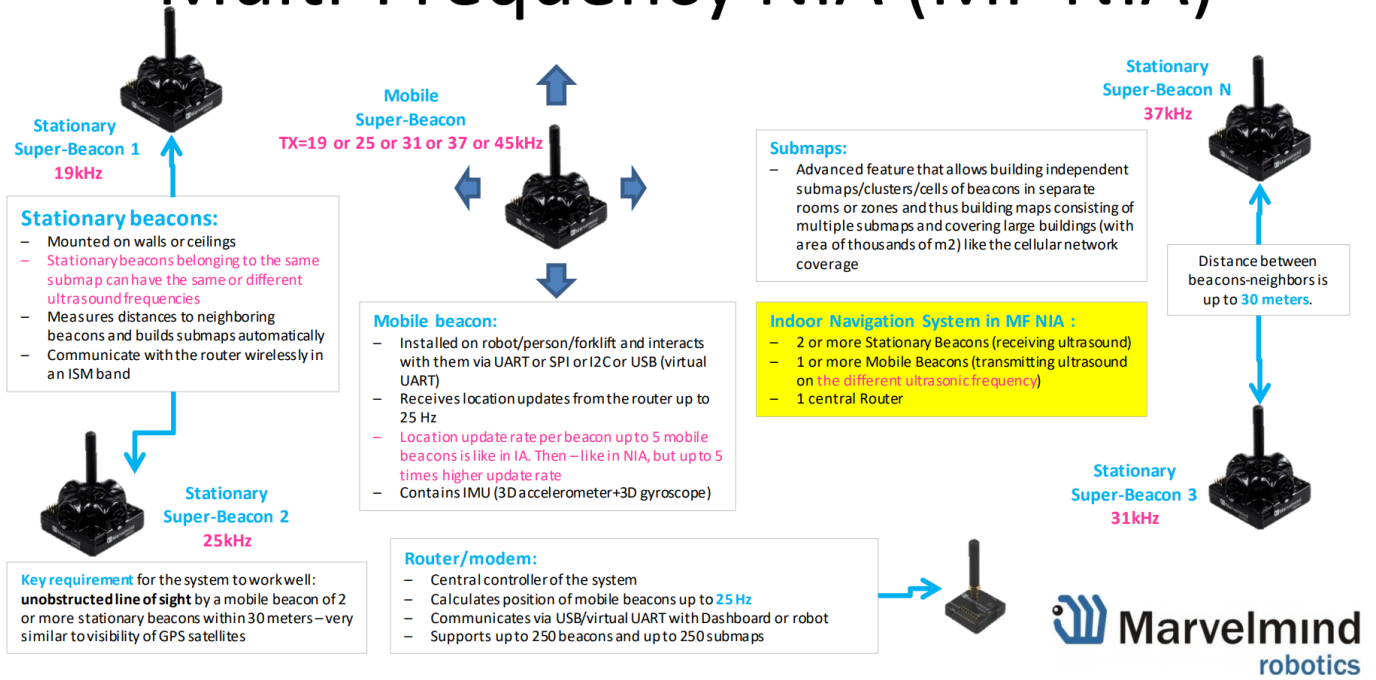 Multi-Frequency NIA (MF NIA)
Stationary
Super-Beacon 1
19kHz
Mobile
Super-Beacon
TX=19 or 25 or 31 or 37 or 45kHz
Stationary
Super-Beacon N
37kHz
Stationary beacons:
– Mounted on walls or ceilings
– Stationary beacons belonging to the same
submap can have the same or different
ultrasound frequencies
– Measures distances to neighboring
beacons and builds submaps automatically
– Communicate with the router wirelessly in
an ISM band
Submaps:
– Advanced feature that allows building independent
submaps/clusters/cells of beacons in separate
rooms or zones and thus building maps consisting of
multiple submaps and covering large buildings (with
area of thousands of m2) like the cellular network
coverage
Distance between
beacons-neighbors is
up to 30 meters.
Mobile beacon:
– Installed on robot/person/forklift and interacts
with them via UART or SPI or I2C or USB (virtual
UART)
– Receives location updates from the router up to
25 Hz
– Location update rate per beacon up to 5 mobile
beacons is like in IA. Then – like in NIA, but up to 5
times higher update rate
– Contains IMU (3D accelerometer+3D gyroscope)
Indoor Navigation System in MF NIA :
– 2 or more Stationary Beacons (receiving ultrasound)
– 1 or more Mobile Beacons (transmitting ultrasound
on the different ultrasonic frequency)
– 1 central Router
Stationary
Super-Beacon 2
25kHz
Stationary
Super-Beacon 3
31kHz
Key requirement for the system to work well:
unobstructed line of sight by a mobile beacon of 2
or more stationary beacons within 30 meters – very
similar to visibility of GPS satellites
Router/modem:
– Central controller of the system
– Calculates position of mobile beacons up to 25 Hz
– Communicates via USB/virtual UART with Dashboard or robot
– Supports up to 250 beacons and up to 250 submaps
Marvelmind
robotics